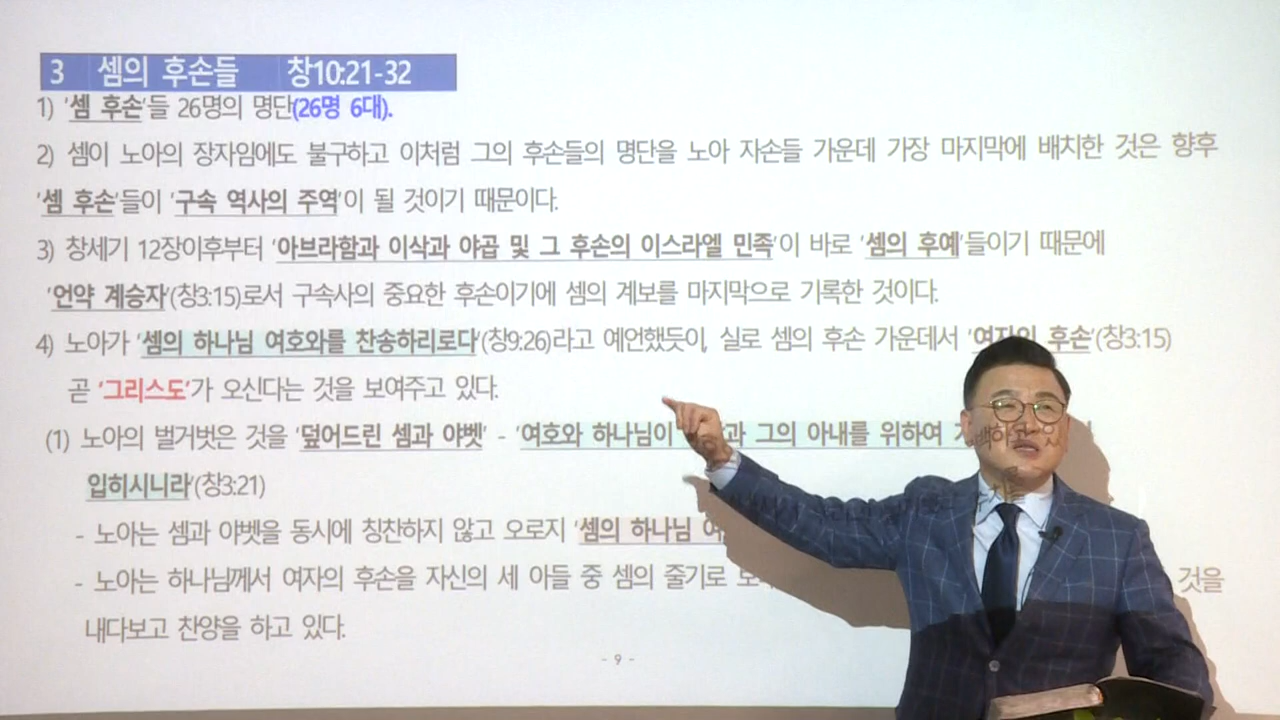 3 셈의 후손들 창10:21-32
1) '셈 후손'들 26명의 명단(26명 6대).
2) 셈이 노아의 장자임에도 불구하고 이처럼 그의 후손들의 명단을 노아 자손들 가운데 가장 마지막에 배치한 것은 향후
'셈 후손'들이 '구속 역사의 주역'이 될 것이기 때문이다.
3) 창세기 12장이후부터 '아브라함과 이삭과 야곱 및 그 후손의 이스라엘 민족'이 바로 '셈의 후예'들이기 때문에
'언약 계승자'(창3:15)로서 구속사의 중요한 후손이기에 셈의 계보를 마지막으로 기록한 것이다.
4) 노아가 '셈의 하나님 여호와를 찬송하리로다'(창9:26)라고 예언했듯이, 실로 셈의 후손 가운데서 '여자의 후손'(창3:15)
곧 '그리스도'가 오신다는 것을 보여주고 있다.
(1) 노아의 벌거벗은 것을 '덮어드린 셈과 야벳' - '여호와 하나님이 과 그의 아내를 위하여
입히시니라'(창3:21)
- 노아는 셈과 야벳을 동시에 칭찬하지 않고 오로지 '셈의 하나님
- 노아는 하나님께서 여자의 후손을 자신의 세 아들 중 셈의 줄기로 것을
내다보고 찬양을 하고 있다.
- 9 -